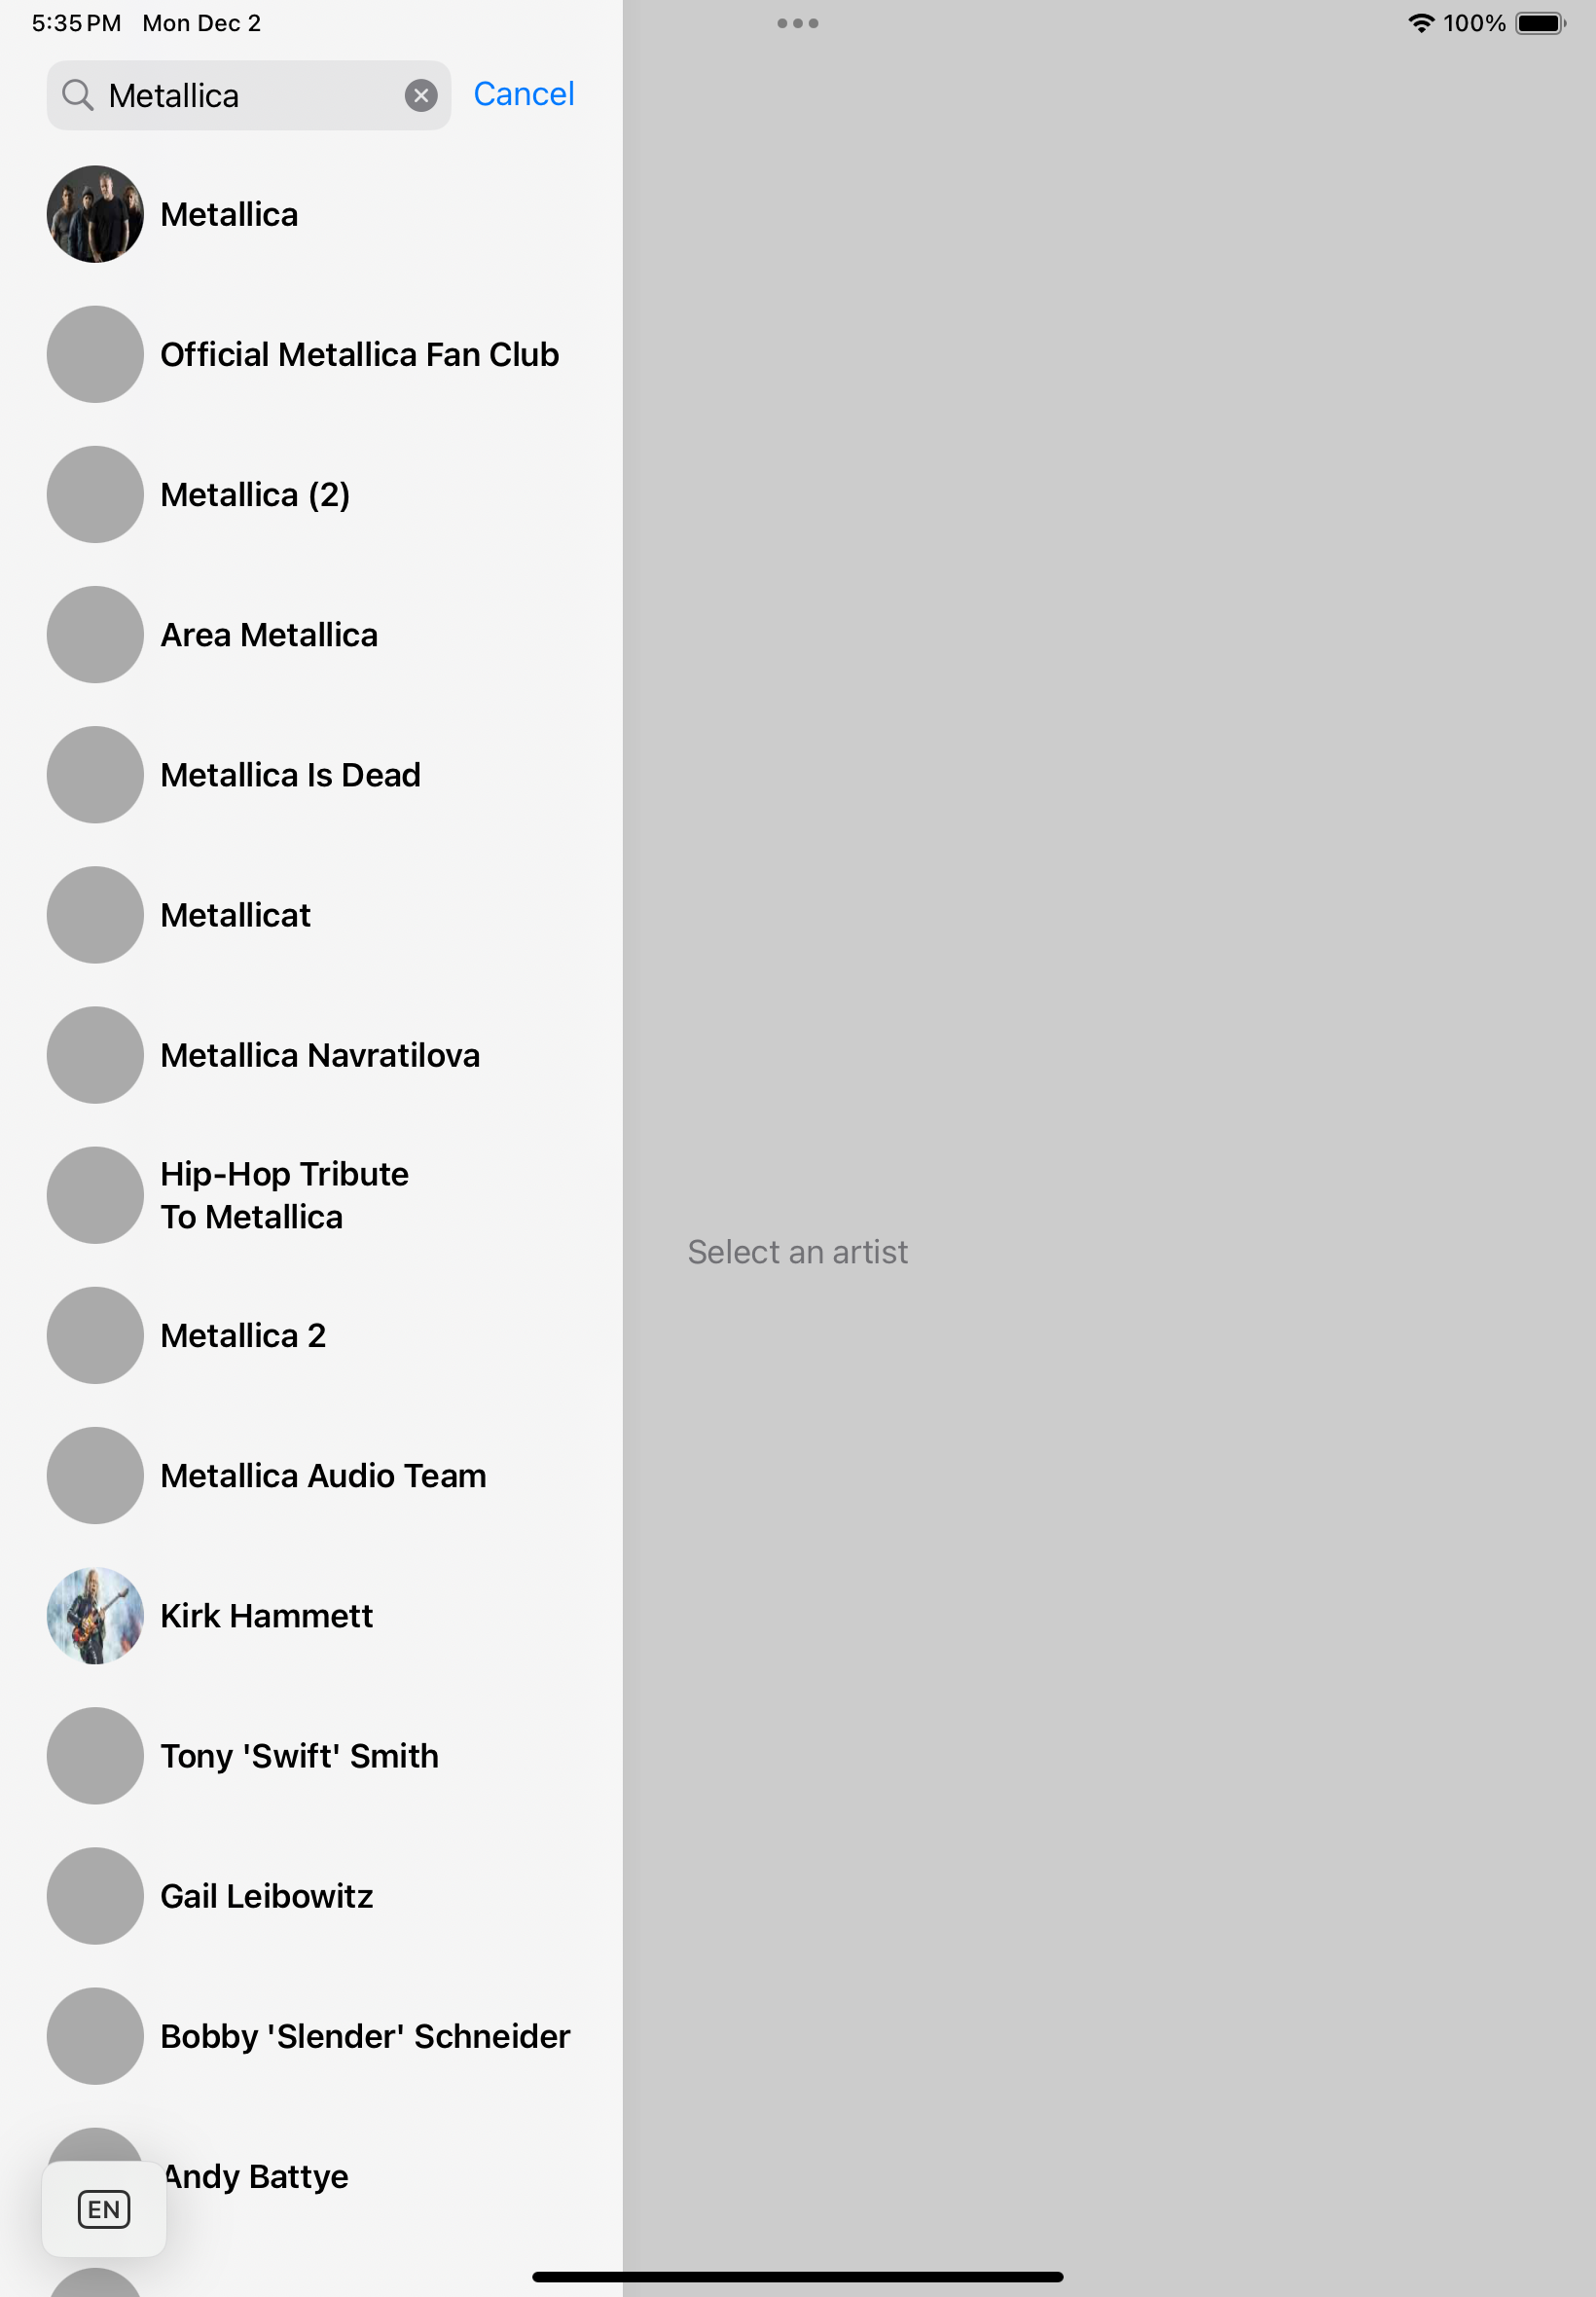 5:35 PM Mon Dec 2
100%
Metallica
Cancel
Metallica
Official Metallica Fan Club
Metallica (2)
Area Metallica
Metallica Is Dead
Metallicat
Metallica Navratilova
Hip-Hop Tribute
To Metallica
Select an artist
Metallica 2
Metallica Audio Team
Kirk Hammett
Tony 'Swift' Smith
Gail Leibowitz
Bobby 'Slender' Schneider
Andy Battye
EN